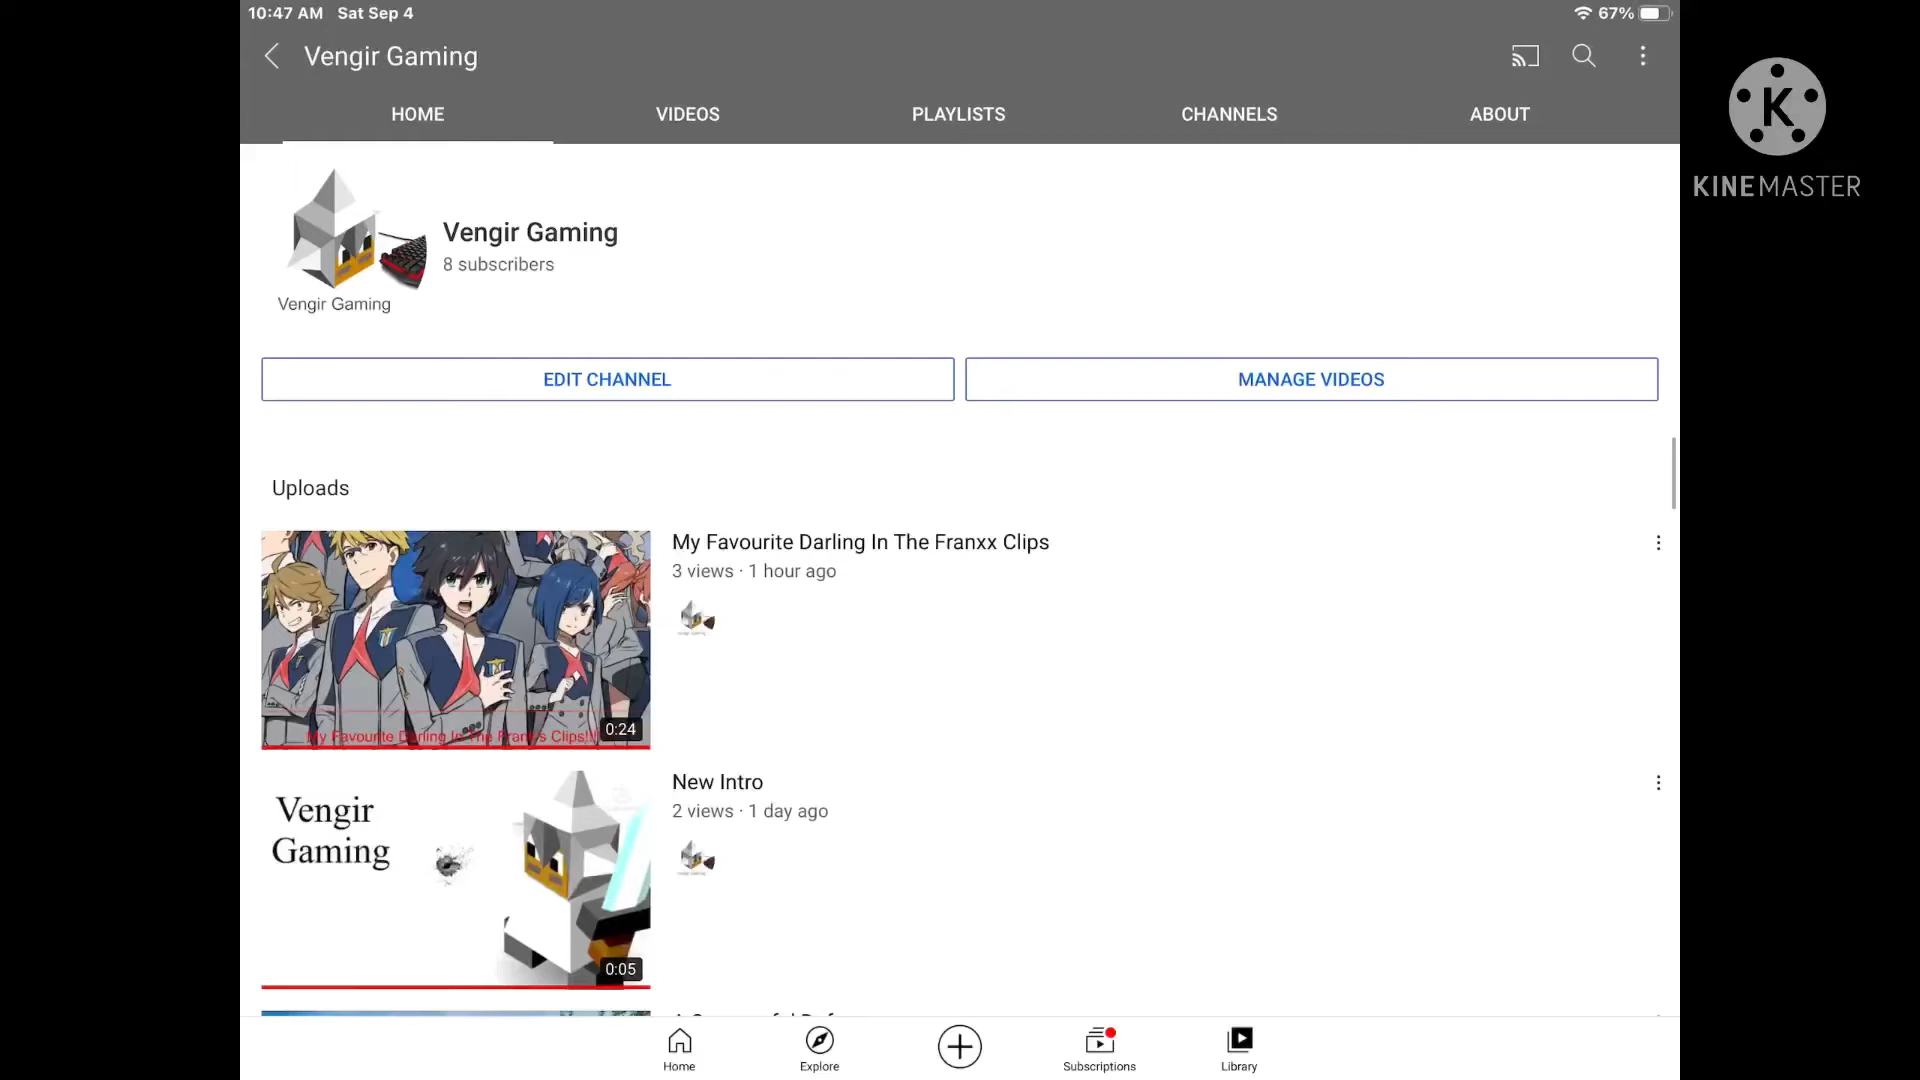 10:47 AM Sat Sep 4
67%
Vengir Gaming
HOME VIDEOS PLAYLISTS CHANNELS ABOUT
KINEMASTER
Vengir Gaming
8 subscribers
Vengir Gaming
EDIT CHANNEL MANAGE VIDEOS
Uploads
My Favourite Darling In The Franxx Clips
3 views · 1 hour ago
0:24
New Intro
2 views · 1 day ago
Vengir
Gaming
0:05
Home Explore Subscriptions Library